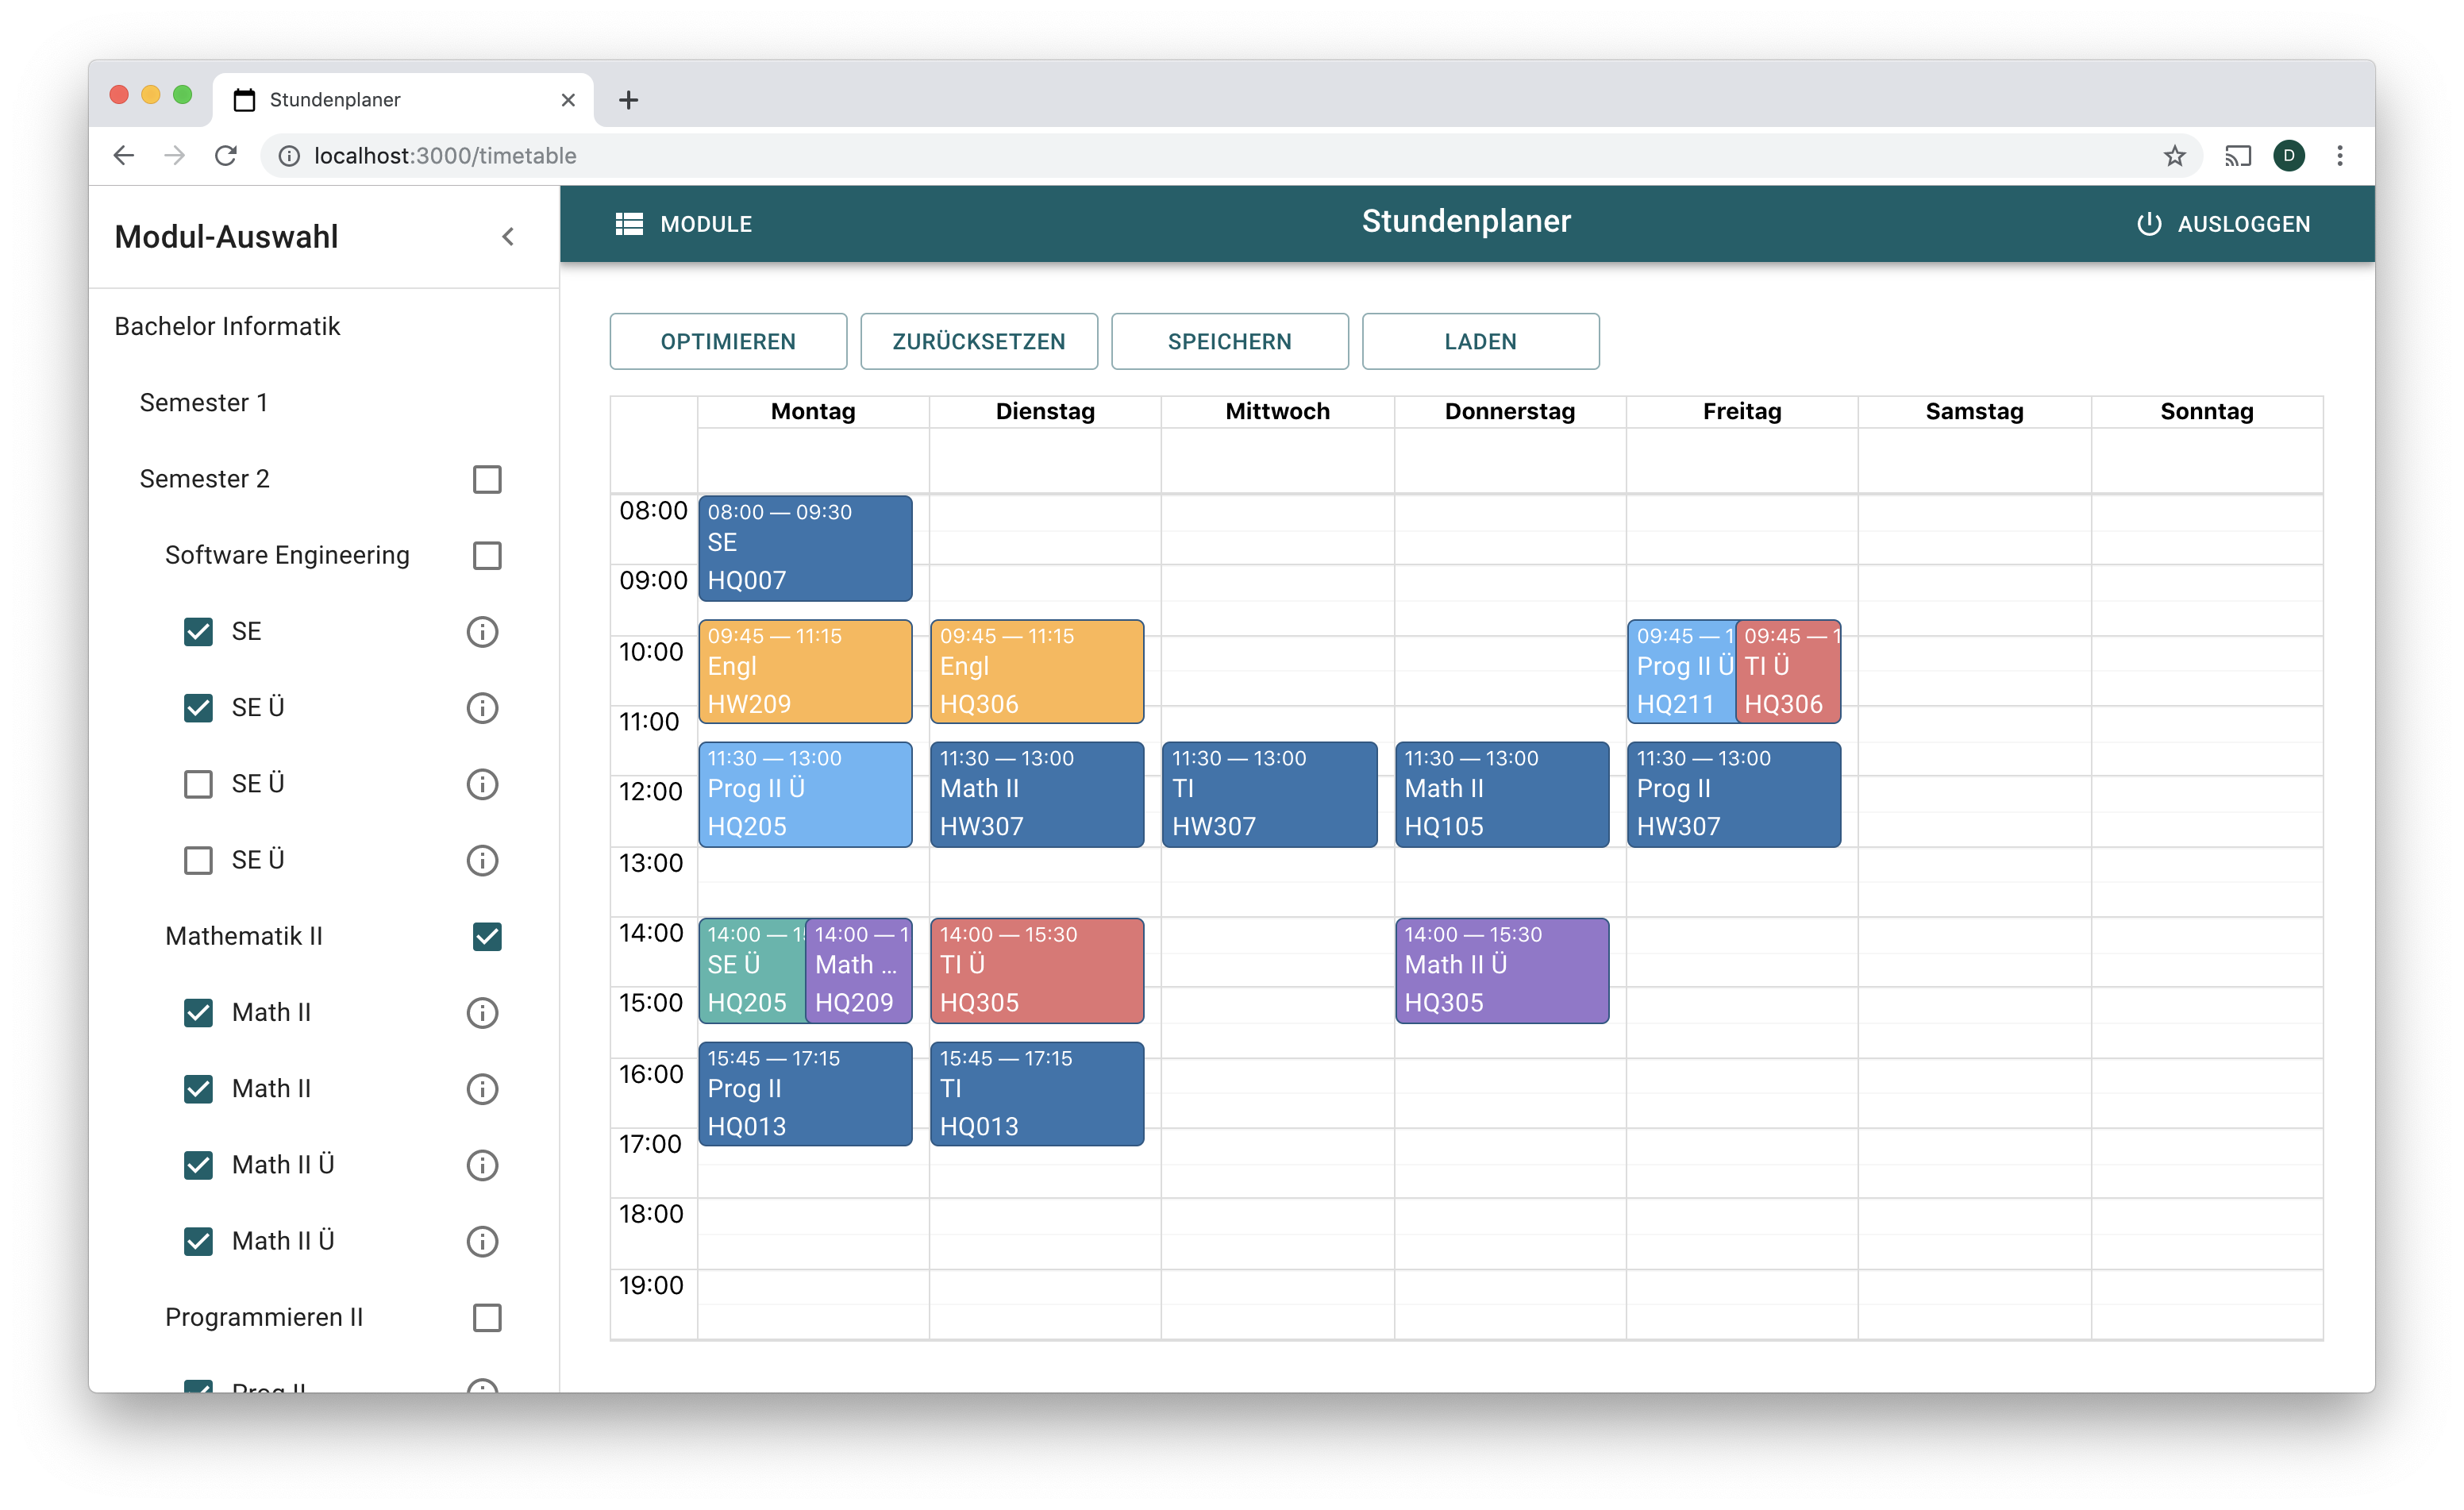 Stundenplaner
localhost:3000/timetable
D
Modul-Auswahl
Bachelor Informatik
Semester 1
Semester 2
Software Engineering
SE
SE Ü
SE Ü
SE Ü
Mathematik II
Math II
Math II
Math II Ü
Math II Ü
Programmieren II
Prog II
MODULE
Stundenplaner
AUSLOGGEN
OPTIMIEREN
ZURÜCKSETZEN
SPEICHERN
LADEN
Montag
Dienstag
Mittwoch
Donnerstag
Freitag
Samstag
Sonntag
08:00
09:00
10:00
11:00
12:00
13:00
14:00
15:00
16:00
17:00
18:00
19:00
08:00 — 09:30
SE
HQ007
09:45 — 11:15
Engl
HW209
11:30 — 13:00
Prog II Ü
HQ205
14:00 — 15
SE Ü
HQ205
14:00 — 1
Math ...
HQ209
15:45 — 17:15
Prog II
HQ013
09:45 — 11:15
Engl
HQ306
11:30 — 13:00
Math II
HW307
14:00 — 15:30
TI Ü
HQ305
15:45 — 17:15
TI
HQ013
11:30 — 13:00
TI
HW307
11:30 — 13:00
Math II
HQ105
14:00 — 15:30
Math II Ü
HQ305
09:45 — 1
Prog II Ü
HQ211
09:45 — 1
TI Ü
HQ306
11:30 — 13:00
Prog II
HW307